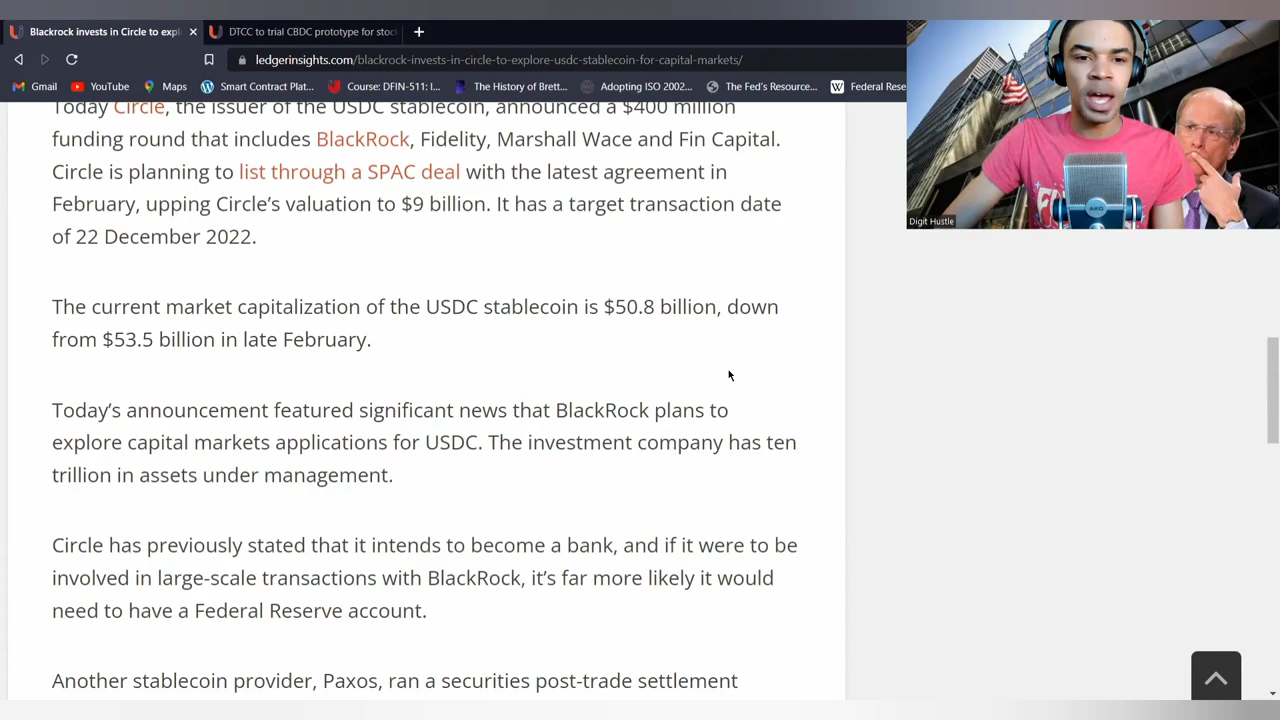 Blackrock invests in Circle to expl
DTCC to trial CBDC prototype for stoc
ledgerinsights.com/blackrock-invests-in-circle-to-explore-usdc-stablecoin-for-capital-markets/
Gmail
YouTube
Maps
Smart Contract Plat...
Course: DFIN-511: I...
The History of Brett...
Adopting ISO 2002...
The Fed's Resource...
Federal Rese
Today Circle, the issuer of the USDC stablecoin, announced a $400 million
funding round that includes BlackRock, Fidelity, Marshall Wace and Fin Capital.
Circle is planning to list through a SPAC deal with the latest agreement in
February, upping Circle's valuation to $9 billion. It has a target transaction date
of 22 December 2022.
The current market capitalization of the USDC stablecoin is $50.8 billion, down
from $53.5 billion in late February.
Today's announcement featured significant news that BlackRock plans to
explore capital markets applications for USDC. The investment company has ten
trillion in assets under management.
Circle has previously stated that it intends to become a bank, and if it were to be
involved in large-scale transactions with BlackRock, it's far more likely it would
need to have a Federal Reserve account.
Another stablecoin provider, Paxos, ran a securities post-trade settlement
AKG
Digit Hustle